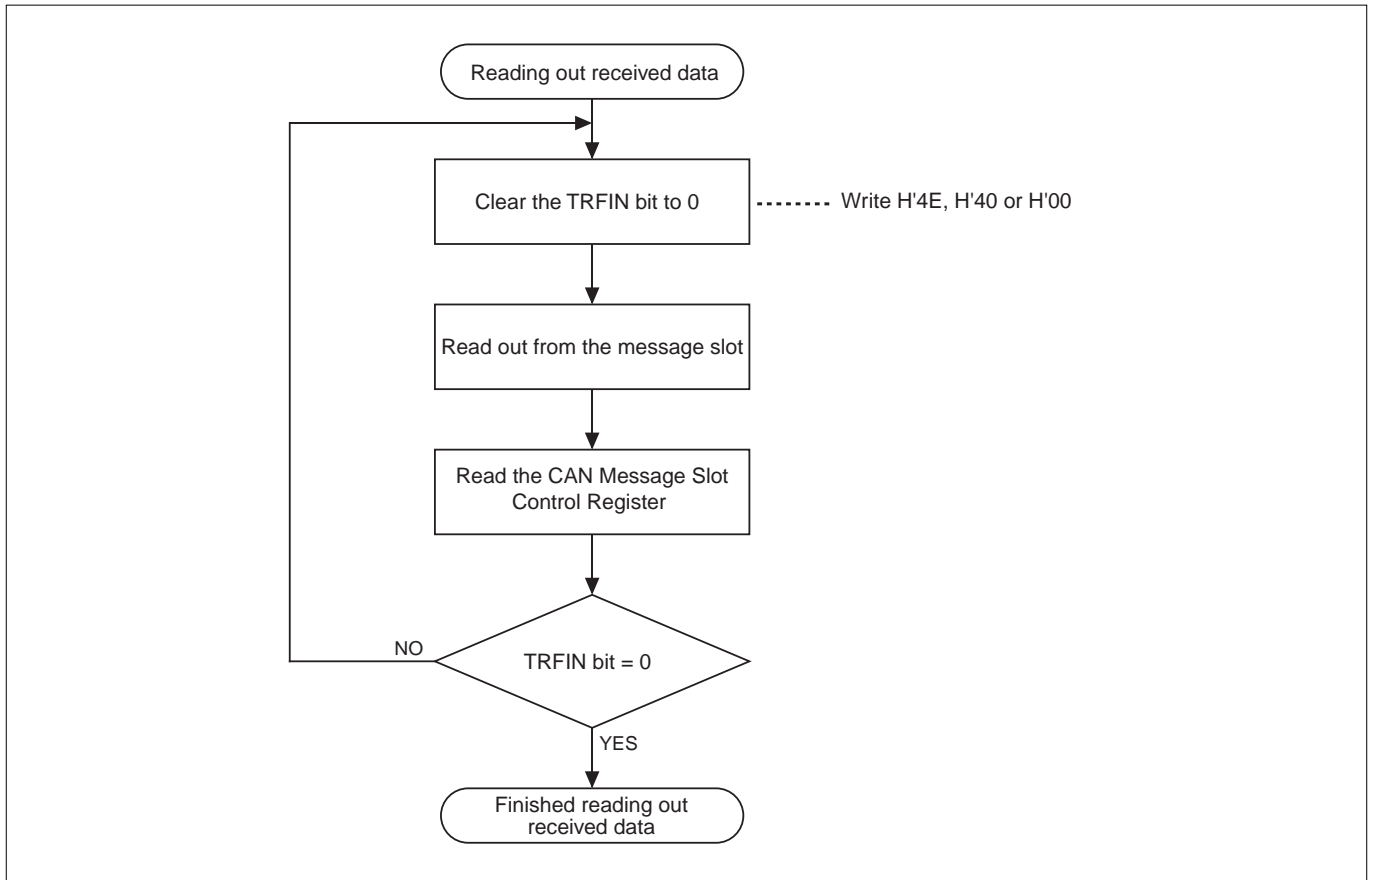 Reading out received data
Clear the TRFIN bit to 0
Write H'4E, H'40 or H'00
Read out from the message slot
Read the CAN Message Slot
Control Register
NO
TRFIN bit = 0
YES
Finished reading out
received data